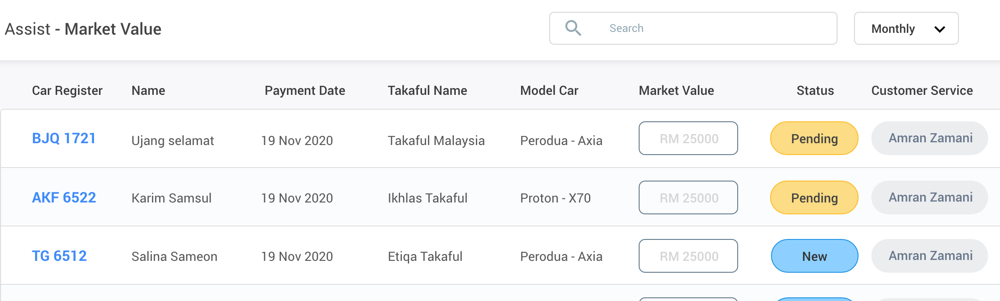 Assist - Market Value
Search
Monthly
Car Register Name Payment Date Takaful Name Model Car Market Value Status Customer Service
BJQ 1721 Ujang selamat 19 Nov 2020 Takaful Malaysia Perodua - Axia RM 25000 Pending Amran Zamani
AKF 6522 Karim Samsul 19 Nov 2020 Ikhlas Takaful Proton - X70 RM 25000 Pending Amran Zamani
TG 6512 Salina Sameon 19 Nov 2020 Etiqa Takaful Perodua - Axia RM 25000 New Amran Zamani